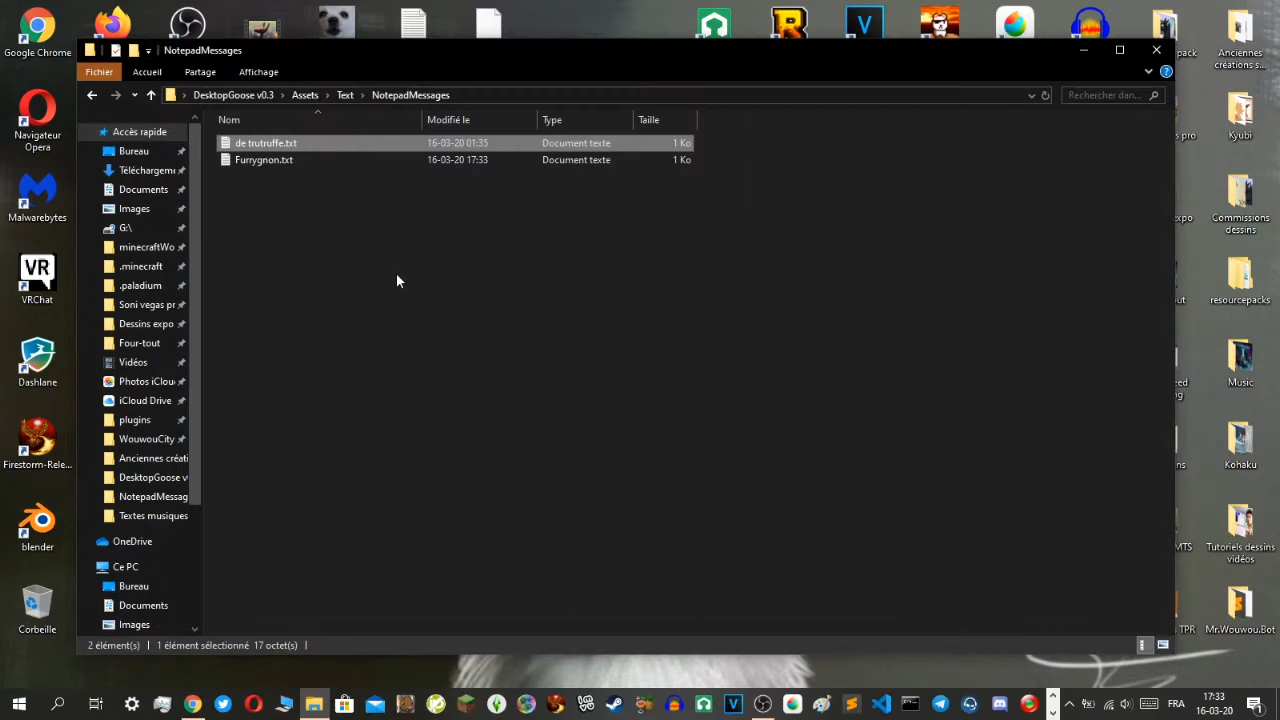 NotepadMessages
Fichier
Accueil
Partage
Affichage
DesktopGoose v0.3
Assets
Text
NotepadMessages
Rechercher dan...
Nom
Modifié le
Type
Taille
de trutruffe.txt
16-03-20 01:35
Document texte
1 Ko
Furrygnon.txt
16-03-20 17:33
Document texte
1 Ko
Accès rapide
Bureau
Téléchargem
Documents
Images
G:\
minecraftWo
.minecraft
.paladium
Soni vegas pr
Dessins expo
Four-tout
Vidéos
Photos iClou
iCloud Drive
plugins
WouwouCity
Anciennes créati
DesktopGoose v
NotepadMessag
Textes musiques
OneDrive
Ce PC
Bureau
Documents
Images
2 élément(s)
1 élément sélectionné 17 octet(s)
Google Chrome
Navigateur
Opera
Malwarebytes
VR
VRChat
Dashlane
Firestorm-Rele...
blender
Corbeille
pack
s pro
xpo
out
eed
ng
ns
MTS
s TPR
Anciennes
créations s...
Kyubi
Commissions
dessins
resourcepacks
Music
Kohaku
Tutoriels dessins
vidéos
Mr.Wouwou.Bot
FRA
17:33
16-03-20